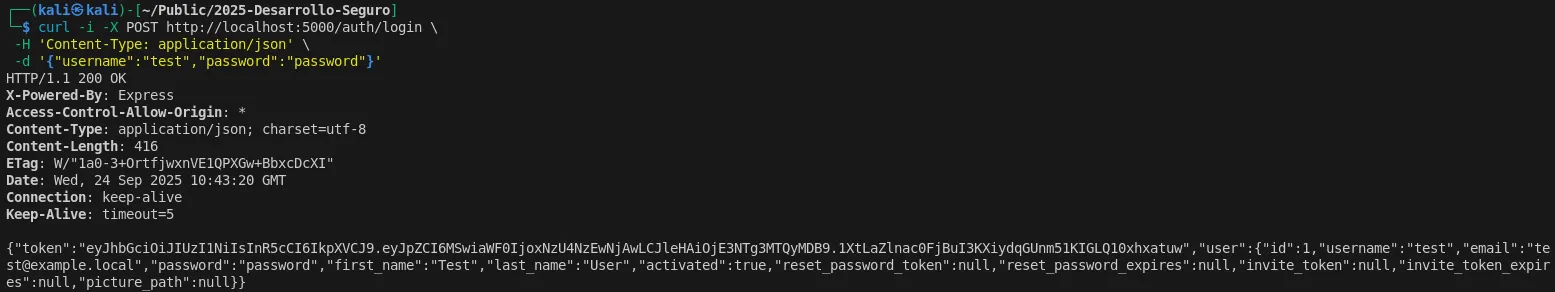 ┌──(kali㉿kali)-[~/Public/2025-Desarrollo-Seguro]
└─$ curl -i -X POST http://localhost:5000/auth/login \
 -H 'Content-Type: application/json' \
 -d '{"username":"test","password":"password"}'
HTTP/1.1 200 OK
X-Powered-By: Express
Access-Control-Allow-Origin: *
Content-Type: application/json; charset=utf-8
Content-Length: 416
ETag: W/"1a0-3+OrtfjwxnVE1QPXGw+BbxcDcXI"
Date: Wed, 24 Sep 2025 10:43:20 GMT
Connection: keep-alive
Keep-Alive: timeout=5

{"token":"eyJhbGciOiJIUzI1NiIsInR5cCI6IkpXVCJ9.eyJpZCI6MSwiaWF0IjoxNzU4NzEwNjAwLCJleHAiOjE3NTg3MTQyMDB9.1XtLaZlnac0FjBuI3KXiydqGUnm51KIGLQ10xhxatuw","user":{"id":1,"username":"test","email":"te
st@example.local","password":"password","first_name":"Test","last_name":"User","activated":true,"reset_password_token":null,"reset_password_expires":null,"invite_token":null,"invite_token_expir
es":null,"picture_path":null}}